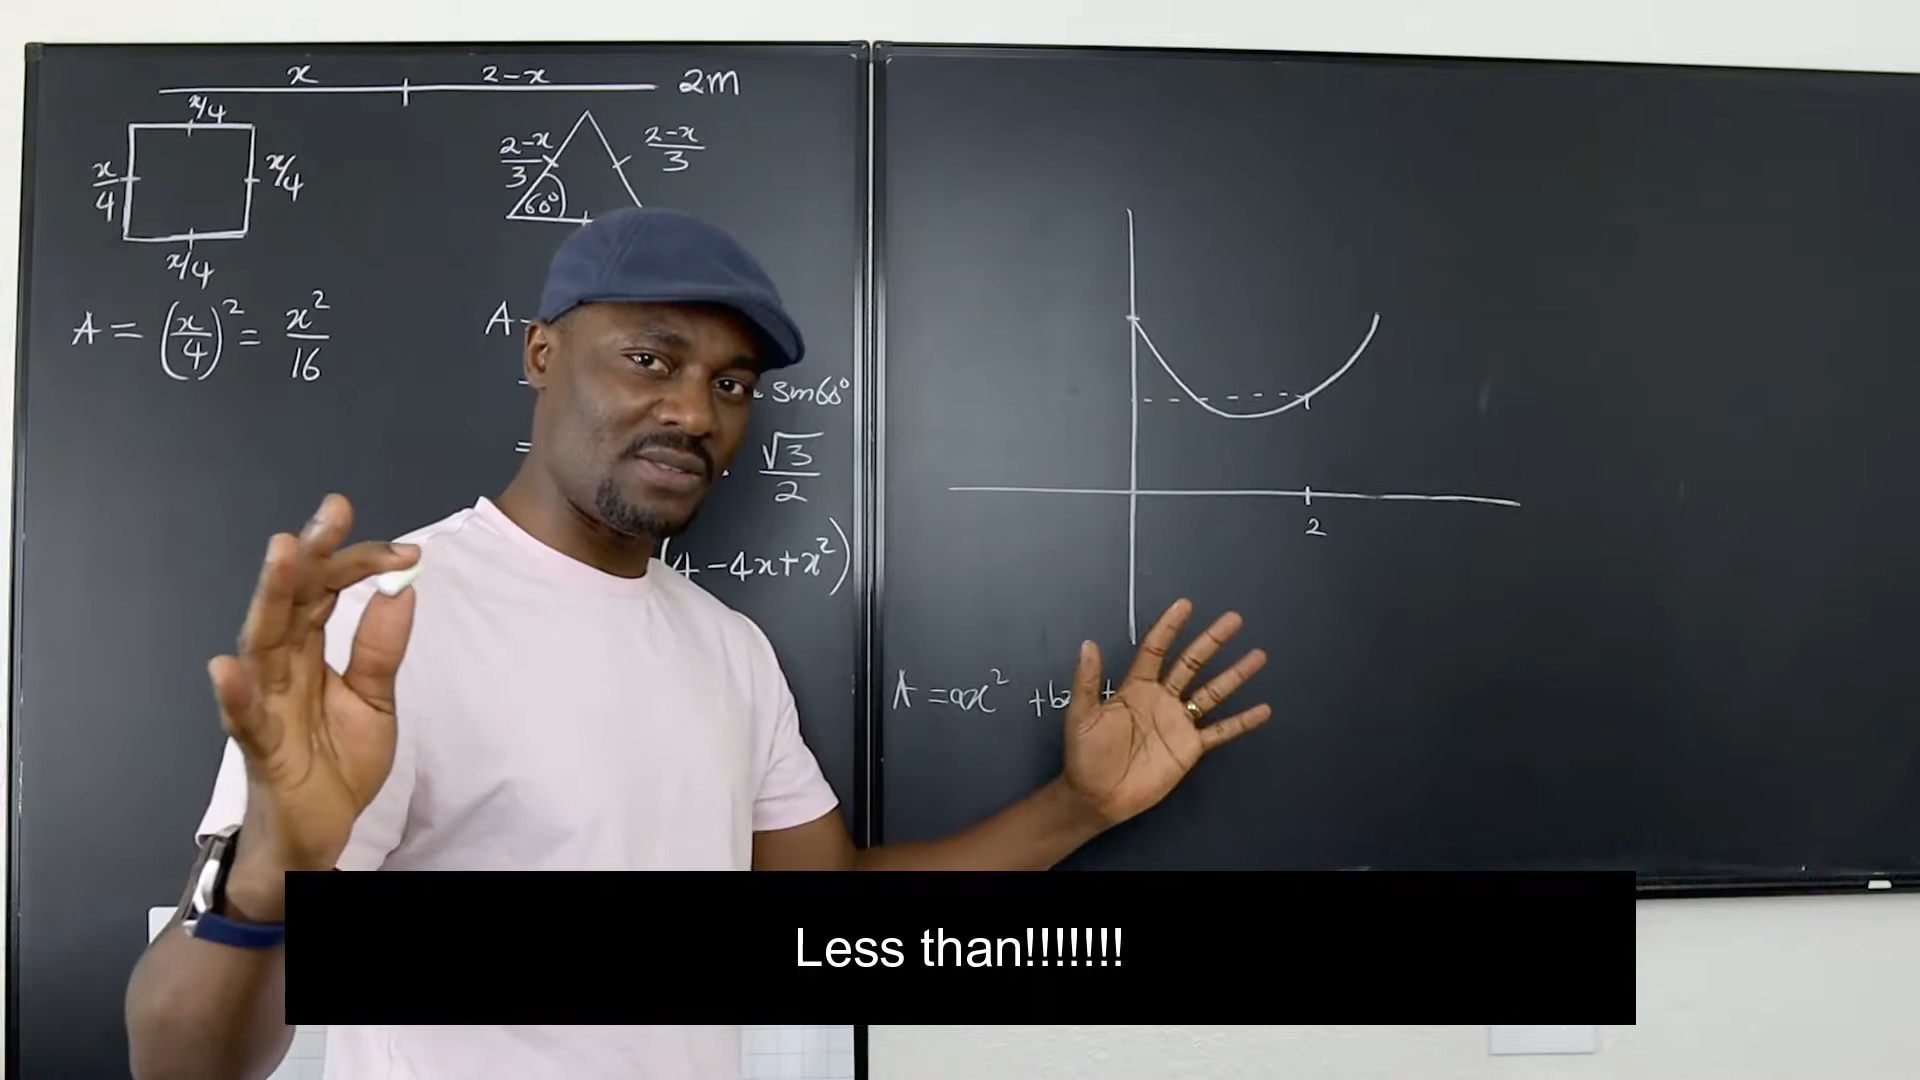 x 2-x 2m
x/4
x/4 x/4
x/4
2-x/3 2-x/3
60°
A = (x/4)² = x²/16
A
sin60°
=
. √3/2
(4-4x+x²)
2
A = ax² +b +
Less than!!!!!!!